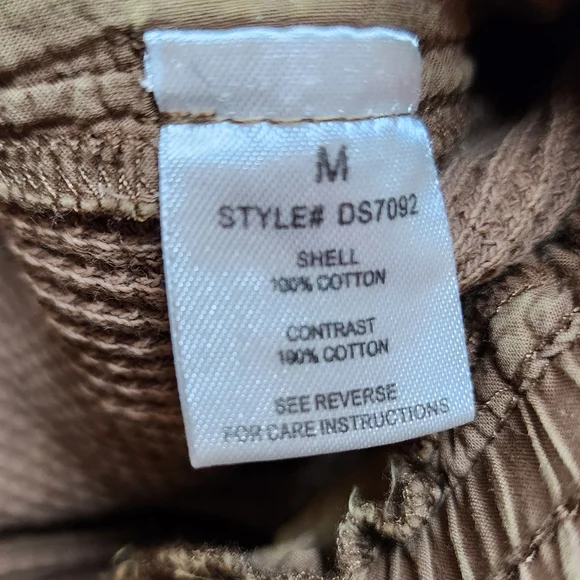 M
STYLE# DS7092
SHELL
100% COTTON
CONTRAST
100% COTTON
SEE REVERSE
FOR CARE INSTRUCTIONS